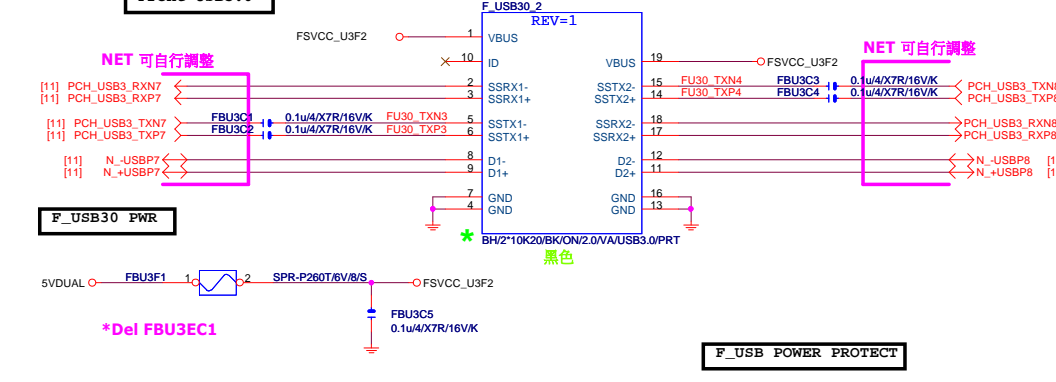 F_USB30_2
REV=1
FSVCC_U3F2
1 VBUS
NET 可自行調整
10 ID
VBUS 19
FSVCC_U3F2
NET 可自行調整
[11] PCH_USB3_RXN7
2 SSRX1-
SSTX2- 15
FU30_TXN4
FBU3C3
0.1u/4/X7R/16V/K
PCH_USB3_TXN8
[11] PCH_USB3_RXP7
3 SSRX1+
SSTX2+ 14
FU30_TXP4
FBU3C4
0.1u/4/X7R/16V/K
PCH_USB3_TXP8
[11] PCH_USB3_TXN7
FBU3C1
0.1u/4/X7R/16V/K
FU30_TXN3
5 SSTX1-
SSRX2- 18
PCH_USB3_RXN8
[11] PCH_USB3_TXP7
FBU3C2
0.1u/4/X7R/16V/K
FU30_TXP3
6 SSTX1+
SSRX2+ 17
PCH_USB3_RXP8
[11] N_-USBP7
8 D1-
D2- 12
N_-USBP8
[11] N_+USBP7
9 D1+
D2+ 11
N_+USBP8
7 GND
GND 16
4 GND
GND 13
F_USB30 PWR
*
BH/2*10K20/BK/ON/2.0/VA/USB3.0/PRT
黑色
5VDUAL
FBU3F1
1 2
SPR-P260T/6V/8/S
FSVCC_U3F2
FBU3C5
0.1u/4/X7R/16V/K
*Del FBU3EC1
F_USB POWER PROTECT